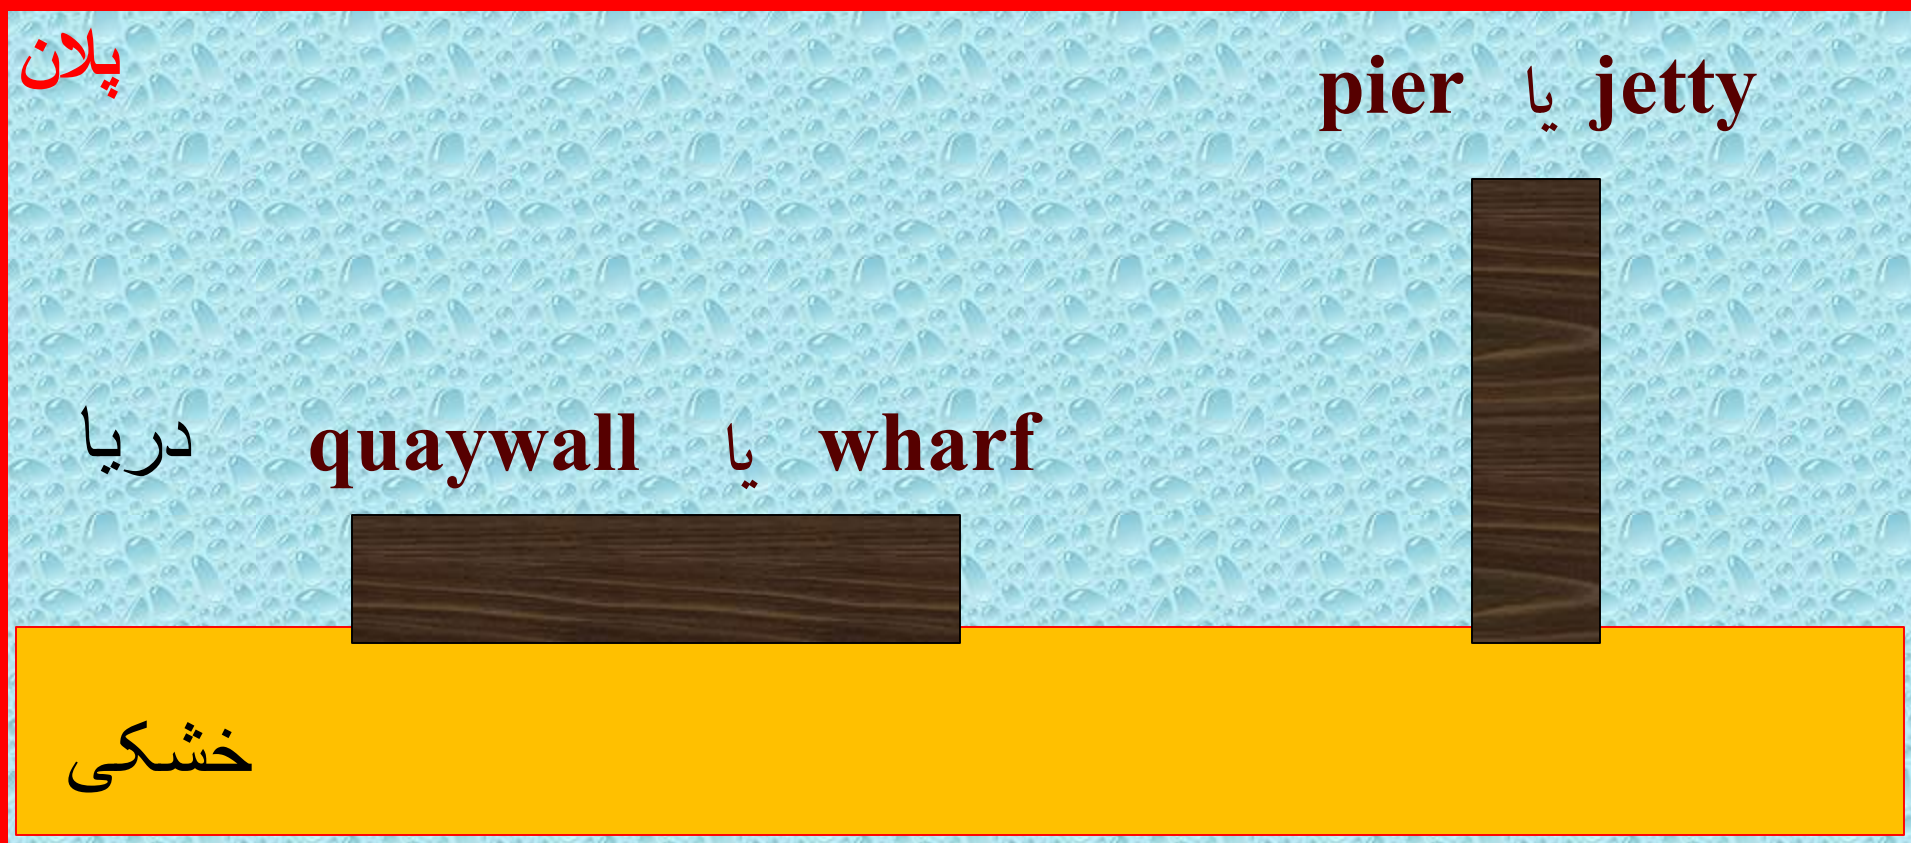 پلان
jetty یا pier
wharf یا quaywall
دریا
خشکی